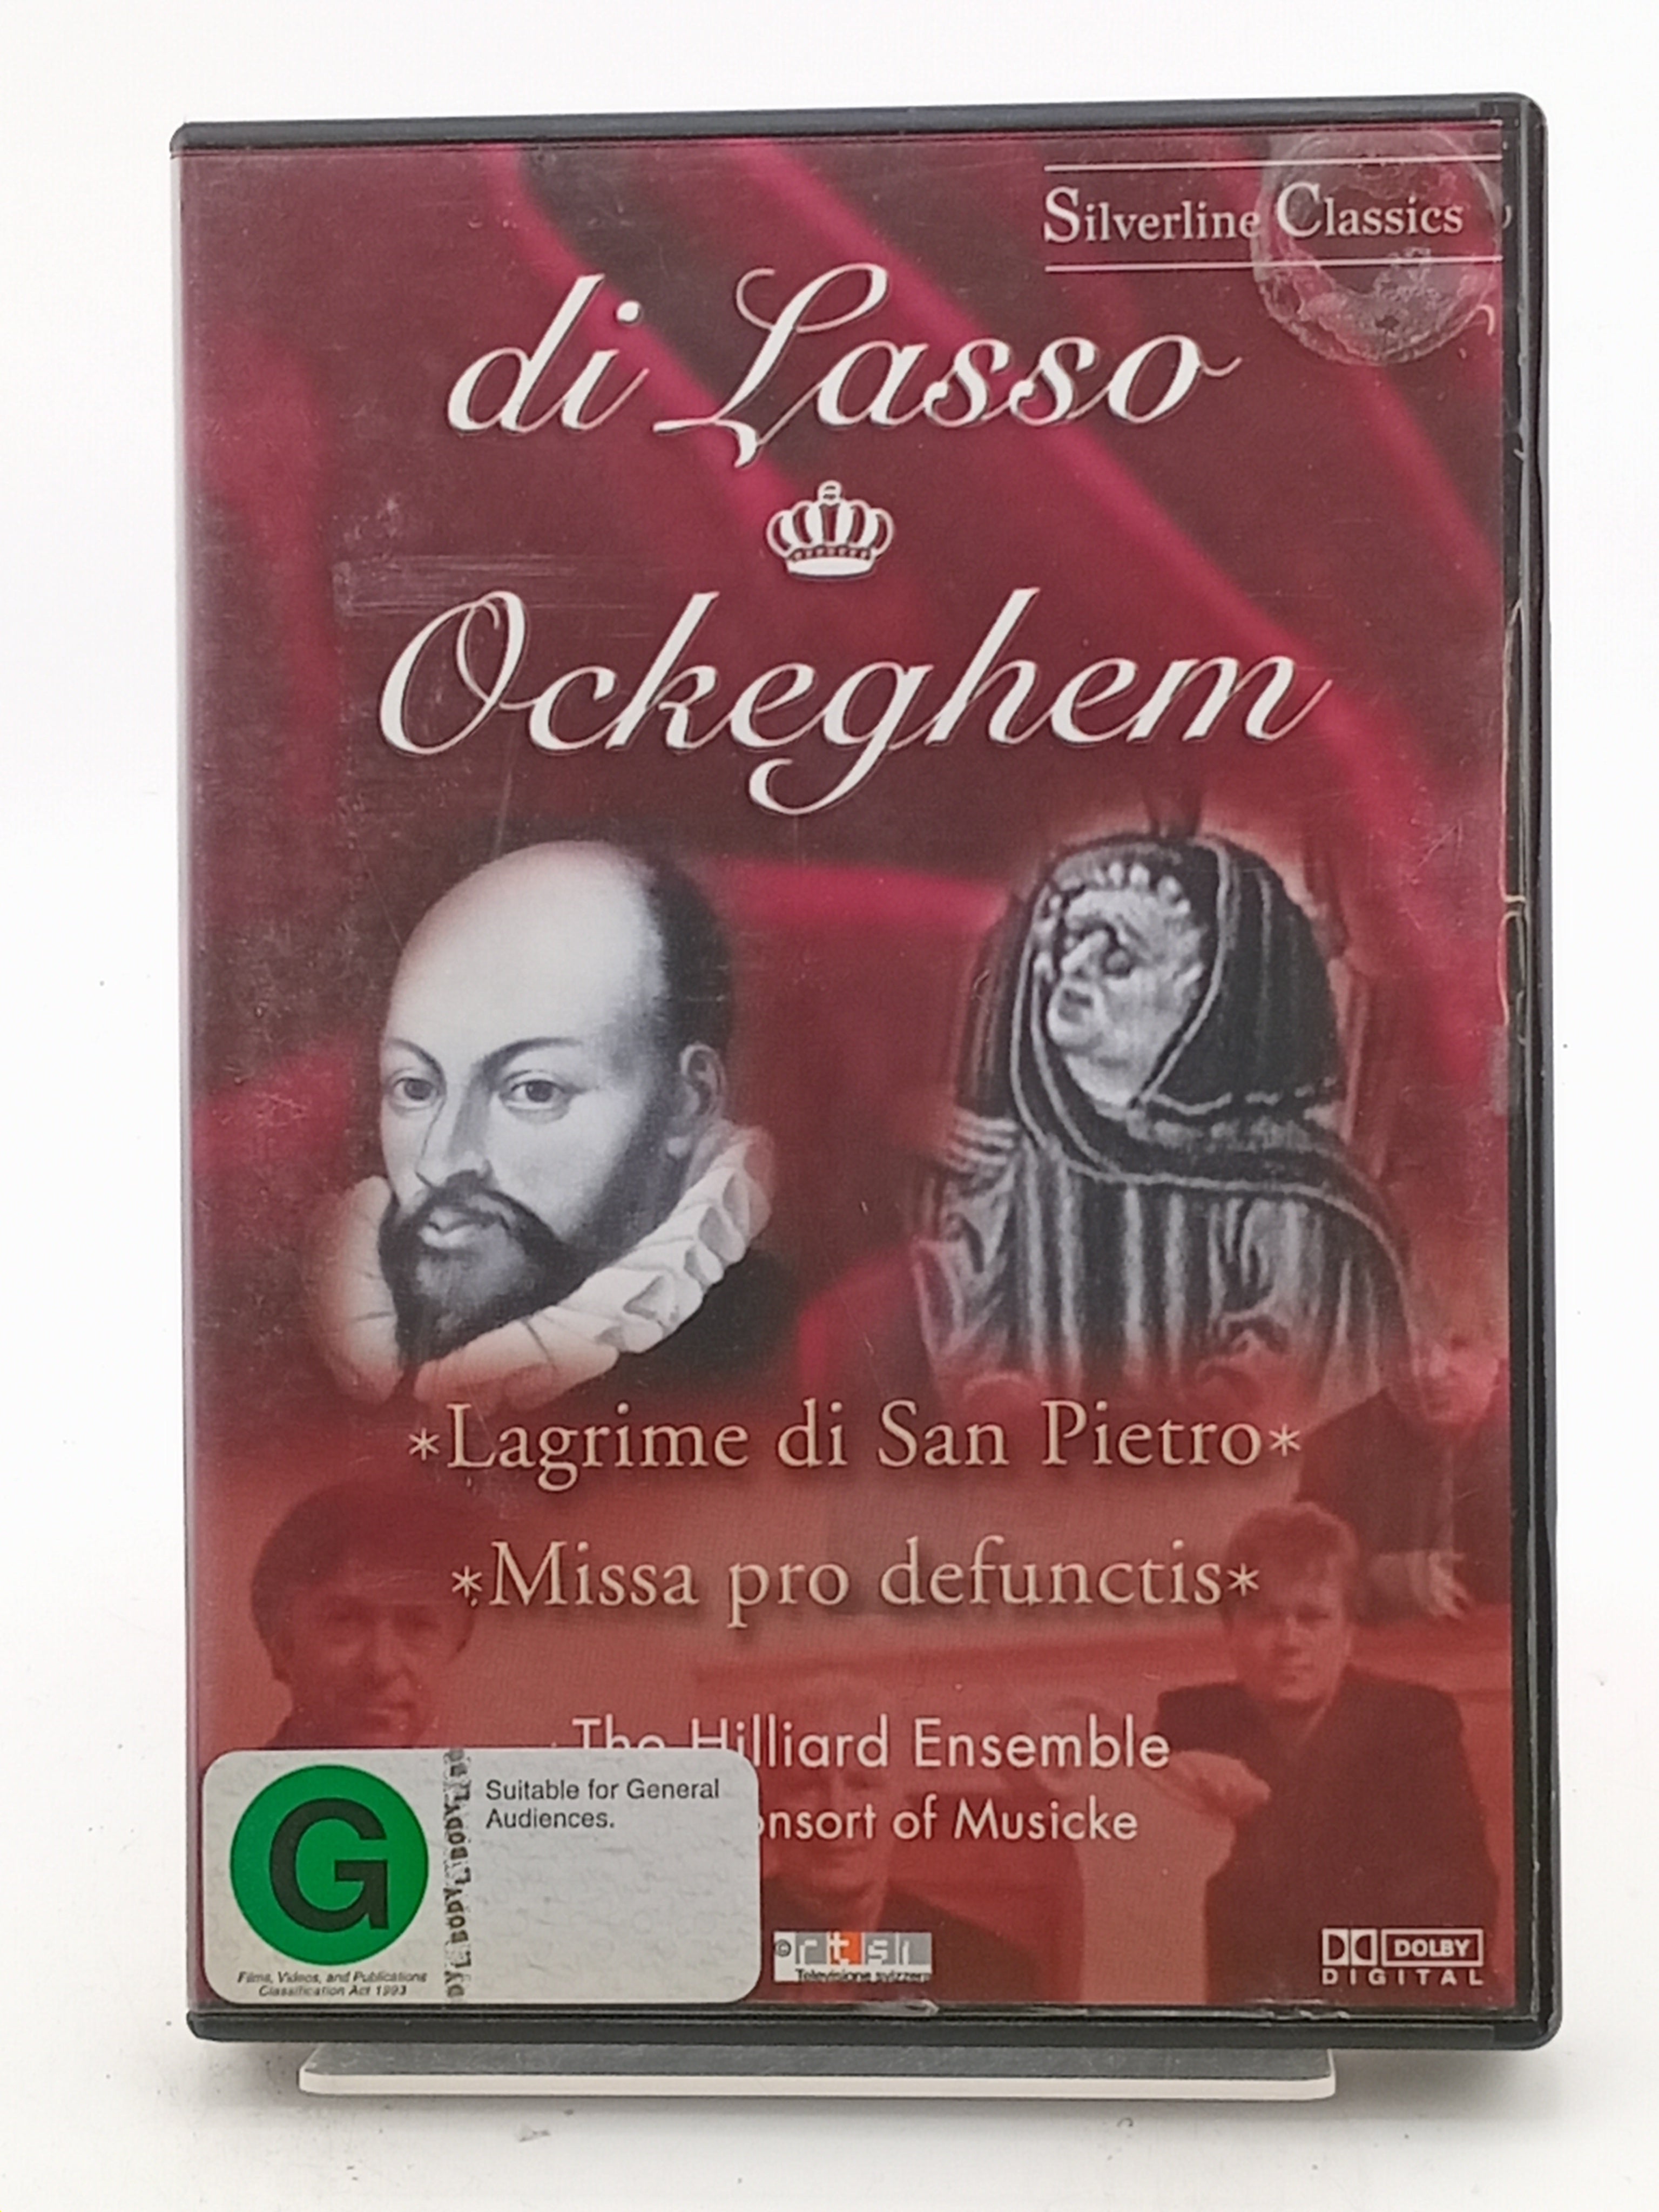 Silverline Classics
di Lasso
Ockeghem
*Lagrime di San Pietro*
*Missa pro defunctis*
The Hilliard Ensemble
onsort of Musicke
G
Suitable for General
Audiences.
Films, Videos, and Publications
Classification Act 1993
© rtsi
Televisione svizzera
DOLBY
DIGITAL